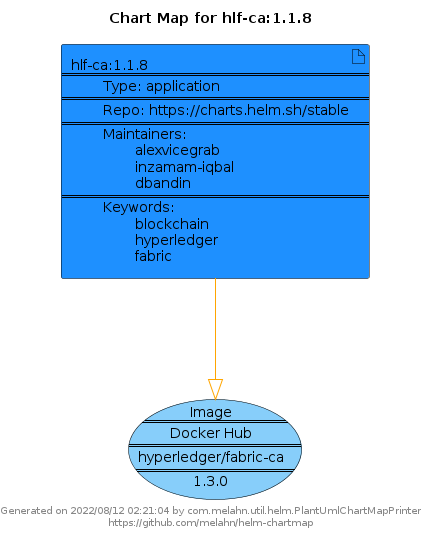 Chart Map for hlf-ca:1.1.8
hlf-ca:1.1.8
Type: application
Repo: https://charts.helm.sh/stable
Maintainers:
alexvicegrab
inzamam-iqbal
dbandin
Keywords:
blockchain
hyperledger
fabric
Image
Docker Hub
hyperledger/fabric-ca
1.3.0
Generated on 2022/08/12 02:21:04 by com.melahn.util.helm.PlantUmlChartMapPrinter
https://github.com/melahn/helm-chartmap